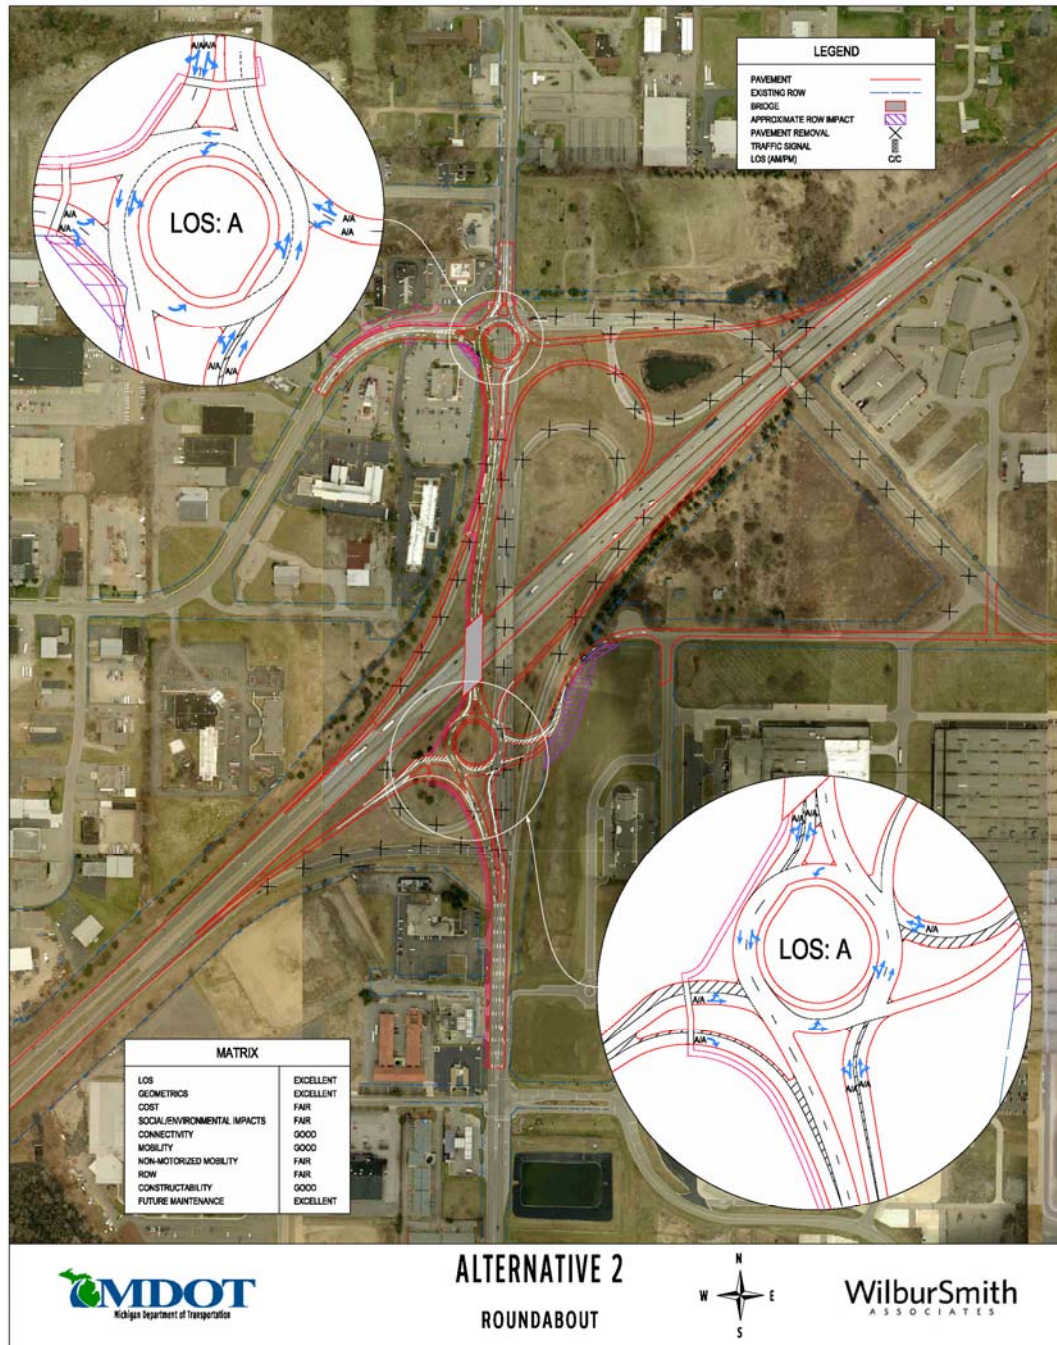 LEGEND
PAVEMENT
EXISTING ROW
BRIDGE
APPROXIMATE ROW IMPACT
PAVEMENT REMOVAL
TRAFFIC SIGNAL
LOS (AM/PM) C/C
A/A A/A
A/A
A/A
LOS: A
A/A
A/A
A/A A/A
A/A A/A
A/A
LOS: A
A/A
A/A
A/A A/A
MATRIX
LOS EXCELLENT
GEOMETRICS EXCELLENT
COST FAIR
SOCIAL/ENVIRONMENTAL IMPACTS FAIR
CONNECTIVITY GOOD
MOBILITY GOOD
NON-MOTORIZED MOBILITY FAIR
ROW FAIR
CONSTRUCTABILITY GOOD
FUTURE MAINTENANCE EXCELLENT
MDOT
Michigan Department of Transportation
ALTERNATIVE 2
ROUNDABOUT
N
W E
S
WilburSmith
ASSOCIATES